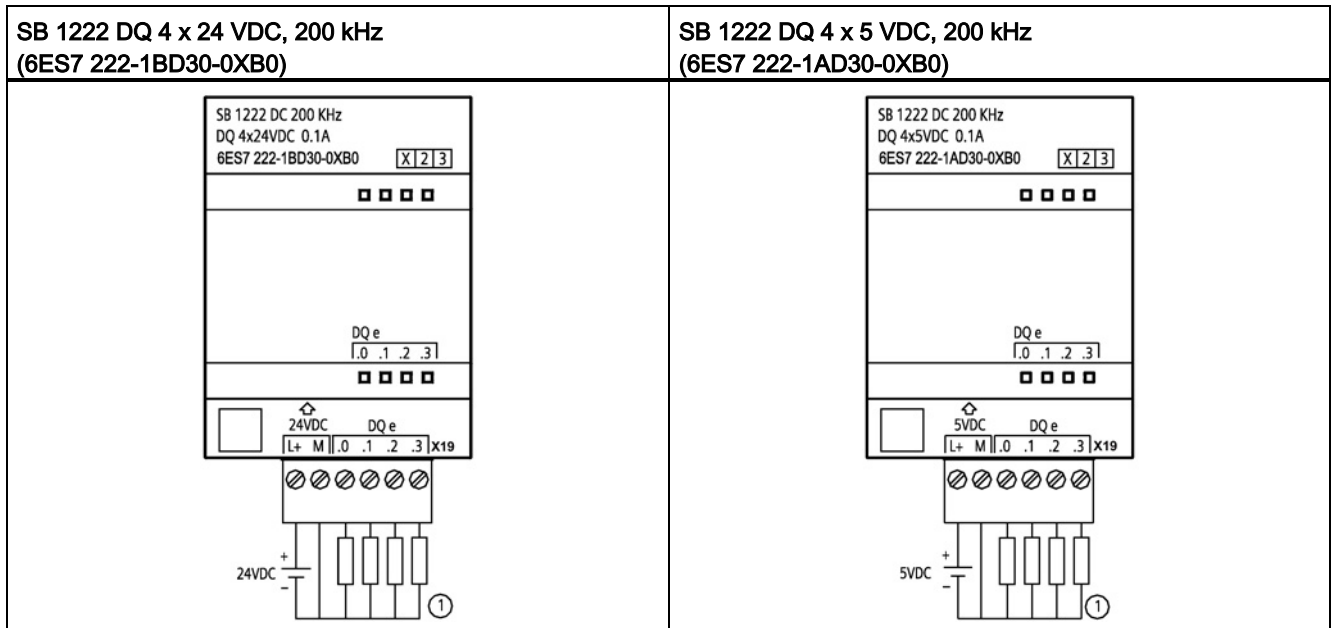 SB 1222 DQ 4 x 24 VDC, 200 kHz
(6ES7 222-1BD30-0XB0)
SB 1222 DQ 4 x 5 VDC, 200 kHz
(6ES7 222-1AD30-0XB0)
SB 1222 DC 200 KHz
DQ 4x24VDC 0.1A
6ES7 222-1BD30-0XB0 X 2 3
DQ e
.0 .1 .2 .3
24VDC DQ e
L+ M .0 .1 .2 .3 X19
+
24VDC
-
①
SB 1222 DC 200 KHz
DQ 4x5VDC 0.1A
6ES7 222-1AD30-0XB0 X 2 3
DQ e
.0 .1 .2 .3
5VDC DQ e
L+ M .0 .1 .2 .3 X19
+
5VDC
-
①